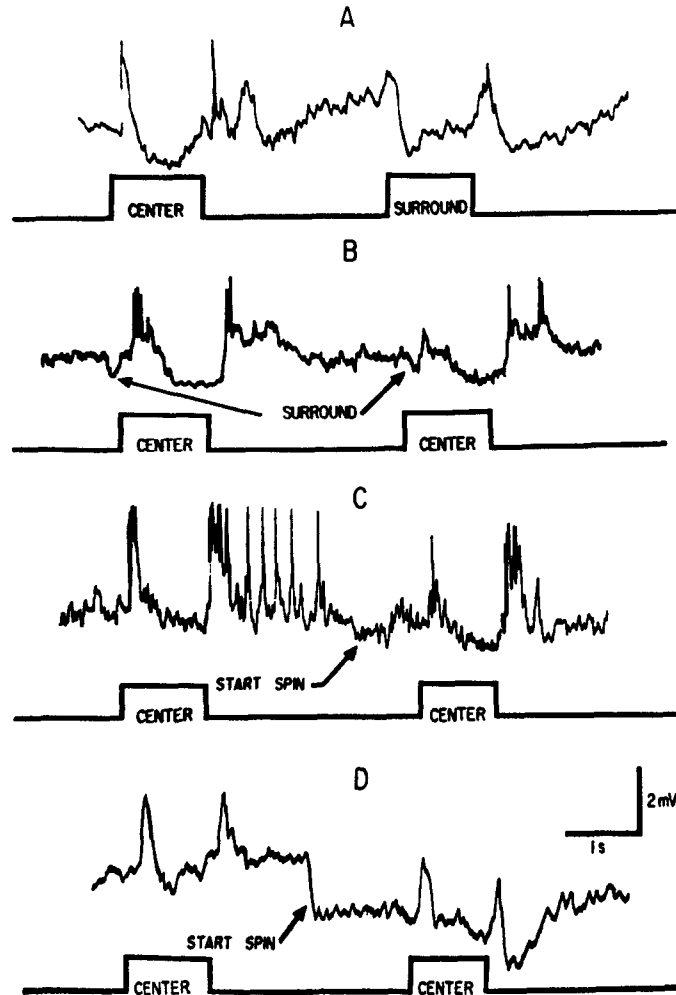 A
CENTER
SURROUND
B
SURROUND
CENTER
CENTER
C
START SPIN
CENTER
CENTER
D
2mV
1s
START SPIN
CENTER
CENTER